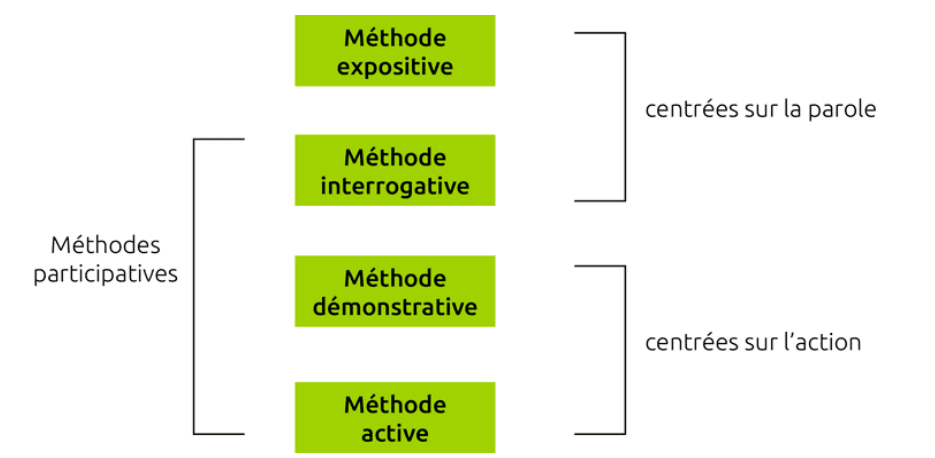 Méthode
expositive
centrées sur la parole
Méthode
interrogative
Méthodes
participatives
Méthode
démonstrative
centrées sur l'action
Méthode
active